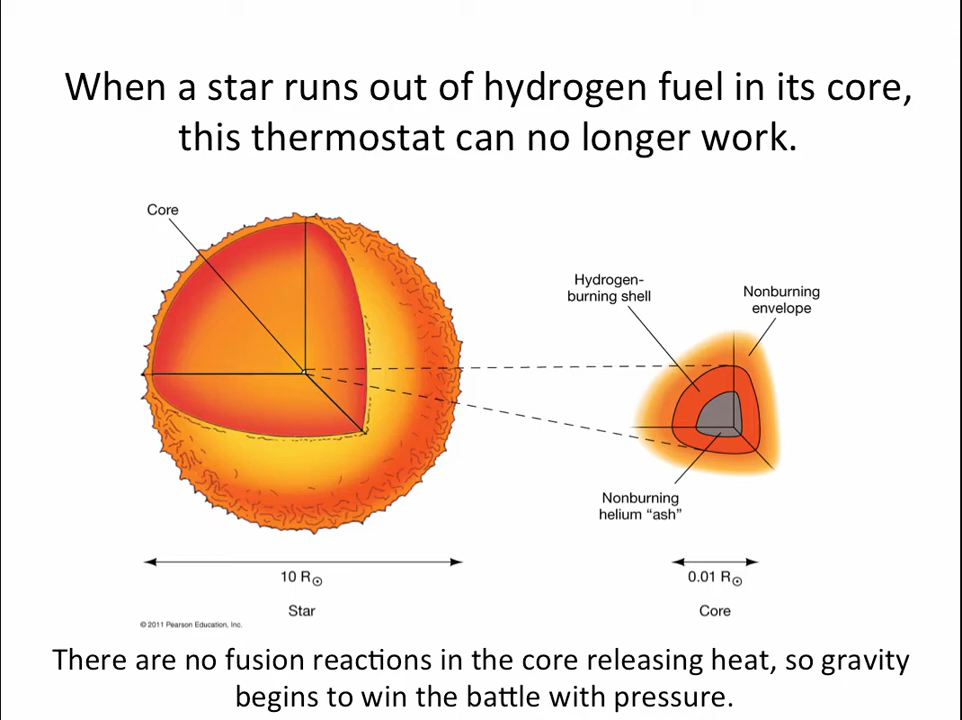 When a star runs out of hydrogen fuel in its core,
this thermostat can no longer work.
Core
Hydrogen-
burning shell
Nonburning
envelope
Nonburning
helium “ash”
10 R⊙
Star
0.01 R⊙
Core
© 2011 Pearson Education, Inc.
There are no fusion reactions in the core releasing heat, so gravity
begins to win the battle with pressure.